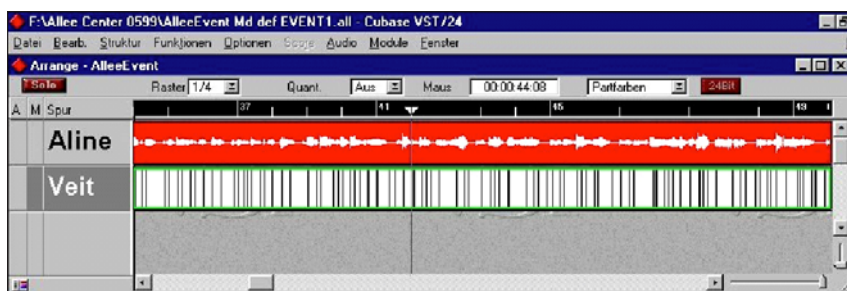 F:\Allee Center 0599\AlleeEvent Md def EVENT1.all - Cubase VST/24
Datei Bearb. Struktur Funktionen Optionen Score Audio Module Fenster
Arrange - AlleeEvent
Solo Raster 1/4 Quant. Aus Maus 00:00:44:08 Partfarben 24Bit
A M Spur 37 41 45 49
Aline
Veit